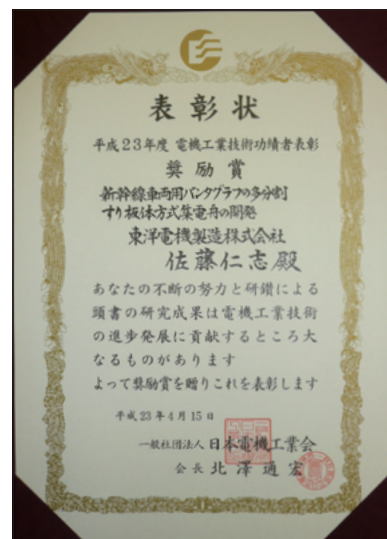 表彰状
平成23年度 電機工業技術功績者表彰
奨励賞
新幹線車両用パンタグラフの多分割
すり板体方式集電舟の開発
東洋電機製造株式会社
佐藤仁志殿
あなたの不断の努力と研鑽による
頭書の研究成果は電機工業技術
の進歩発展に貢献するところ大
なるものがあります
よって奨励賞を贈りこれを表彰します
平成23年4月15日
一般社団法人 日本電機工業会
会長 北澤通宏